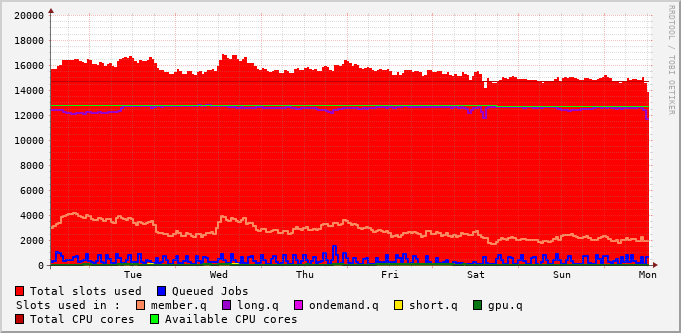 20000
18000
16000
14000
12000
10000
8000
6000
4000
2000
0
Tue Wed Thu Fri Sat Sun Mon
Total slots used Queued Jobs
Slots used in : member.q long.q ondemand.q short.q gpu.q
Total CPU cores Available CPU cores
RRDTOOL / TOBI OETIKER